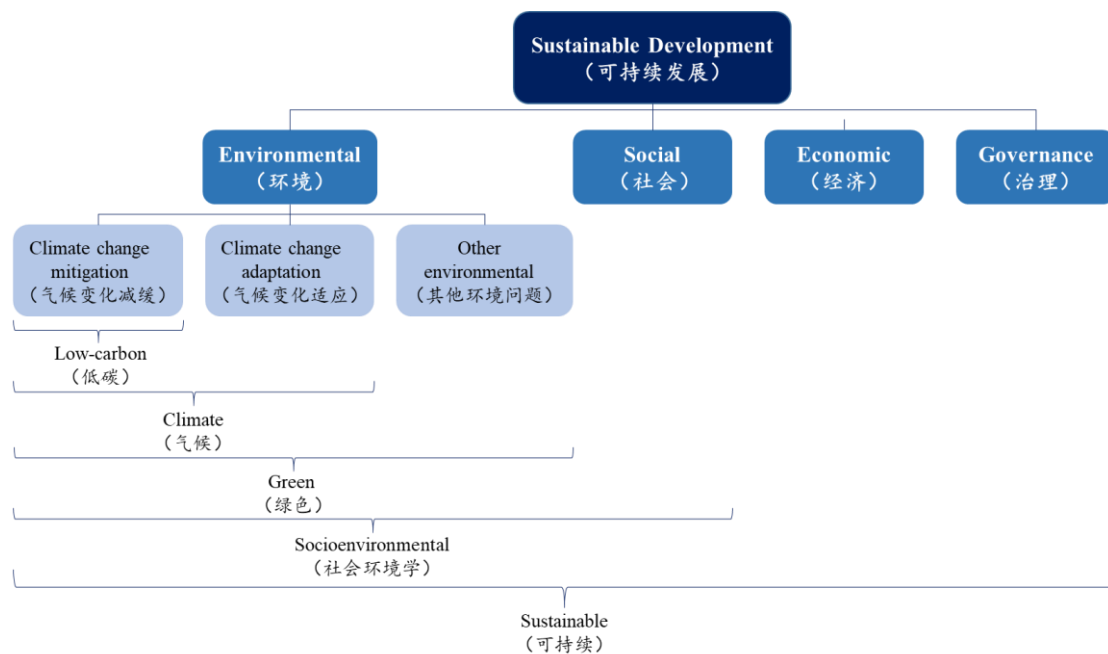 Sustainable Development
（可持续发展）
Environmental
（环境）
Social
（社会）
Economic
（经济）
Governance
（治理）
Climate change
mitigation
（气候变化减缓）
Climate change
adaptation
（气候变化适应）
Other
environmental
（其他环境问题）
Low-carbon
（低碳）
Climate
（气候）
Green
（绿色）
Socioenvironmental
（社会环境学）
Sustainable
（可持续）